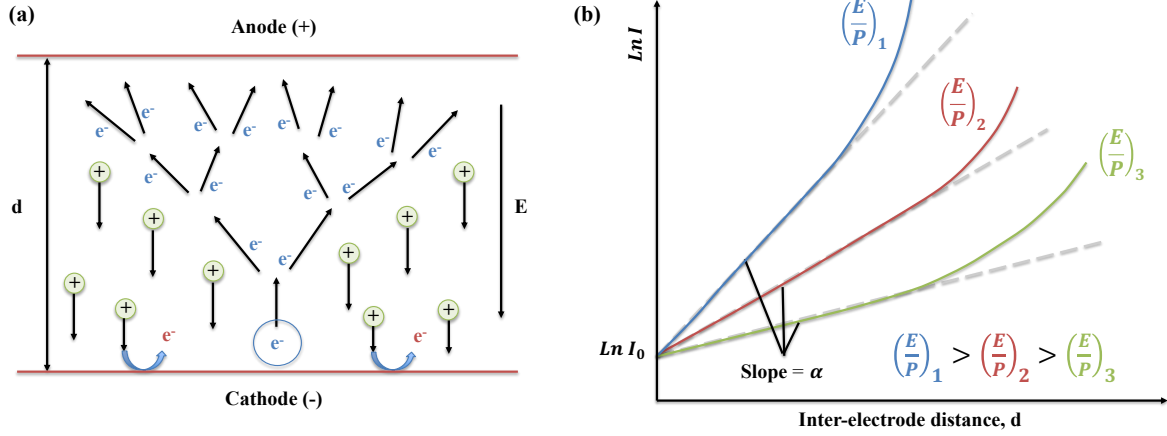 (a)
Anode (+)
e-
e-
e-
e-
e-
e-
e-
e-
e-
e-
e-
e-
e-
e-
+
+
+
+
+
+
+
+
+
d
E
e-
e-
e-
Cathode (-)
(b)
Ln I
(E/P)1
(E/P)2
(E/P)3
Ln I0
Slope = α
(E/P)1 > (E/P)2 > (E/P)3
Inter-electrode distance, d